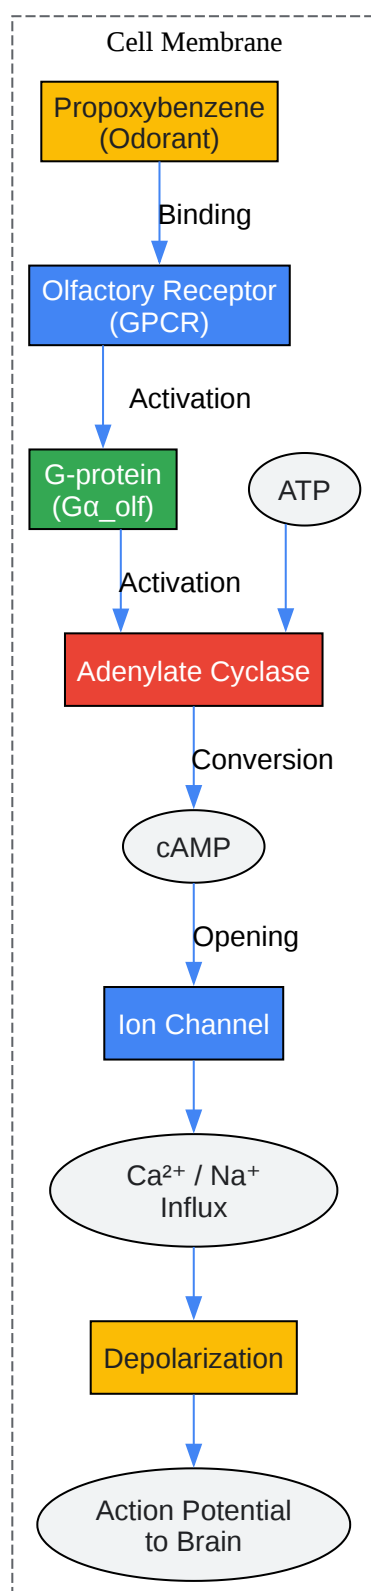 Cell Membrane
Propoxybenzene
(Odorant)
Binding
Olfactory Receptor
(GPCR)
Activation
G-protein
(Gα_olf)
ATP
Activation
Adenylate Cyclase
Conversion
cAMP
Opening
Ion Channel
Ca²⁺ / Na⁺
Influx
Depolarization
Action Potential
to Brain